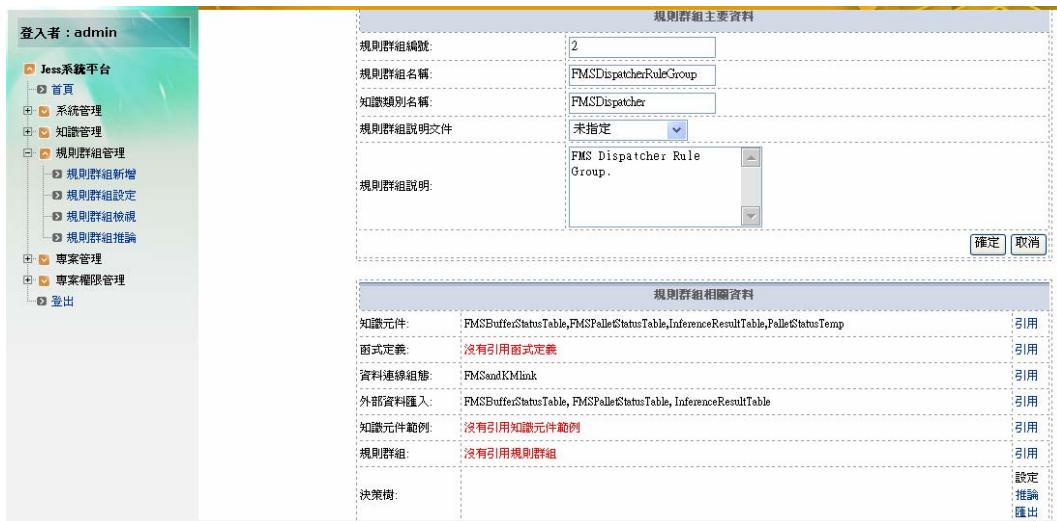 登入者：admin
Jess系統平台
首頁
系統管理
知識管理
規則群組管理
規則群組新增
規則群組設定
規則群組檢視
規則群組推論
專案管理
專案權限管理
登出
規則群組主要資料
規則群組編號: 2
規則群組名稱: FMSDispatcherRuleGroup
知識類別名稱: FMSDispatcher
規則群組說明文件 未指定
規則群組說明: FMS Dispatcher Rule
Group.
確定 取消
規則群組相關資料
知識元件: FMSBufferStatusTable,FMSPalletStatusTable,InferenceResultTable,PalletStatusTemp 引用
函式定義: 沒有引用函式定義 引用
資料連線組態: FMSandKMlink 引用
外部資料匯入: FMSBufferStatusTable, FMSPalletStatusTable, InferenceResultTable 引用
知識元件範例: 沒有引用知識元件範例 引用
規則群組: 沒有引用規則群組 引用
決策樹: 設定
推論
匯出